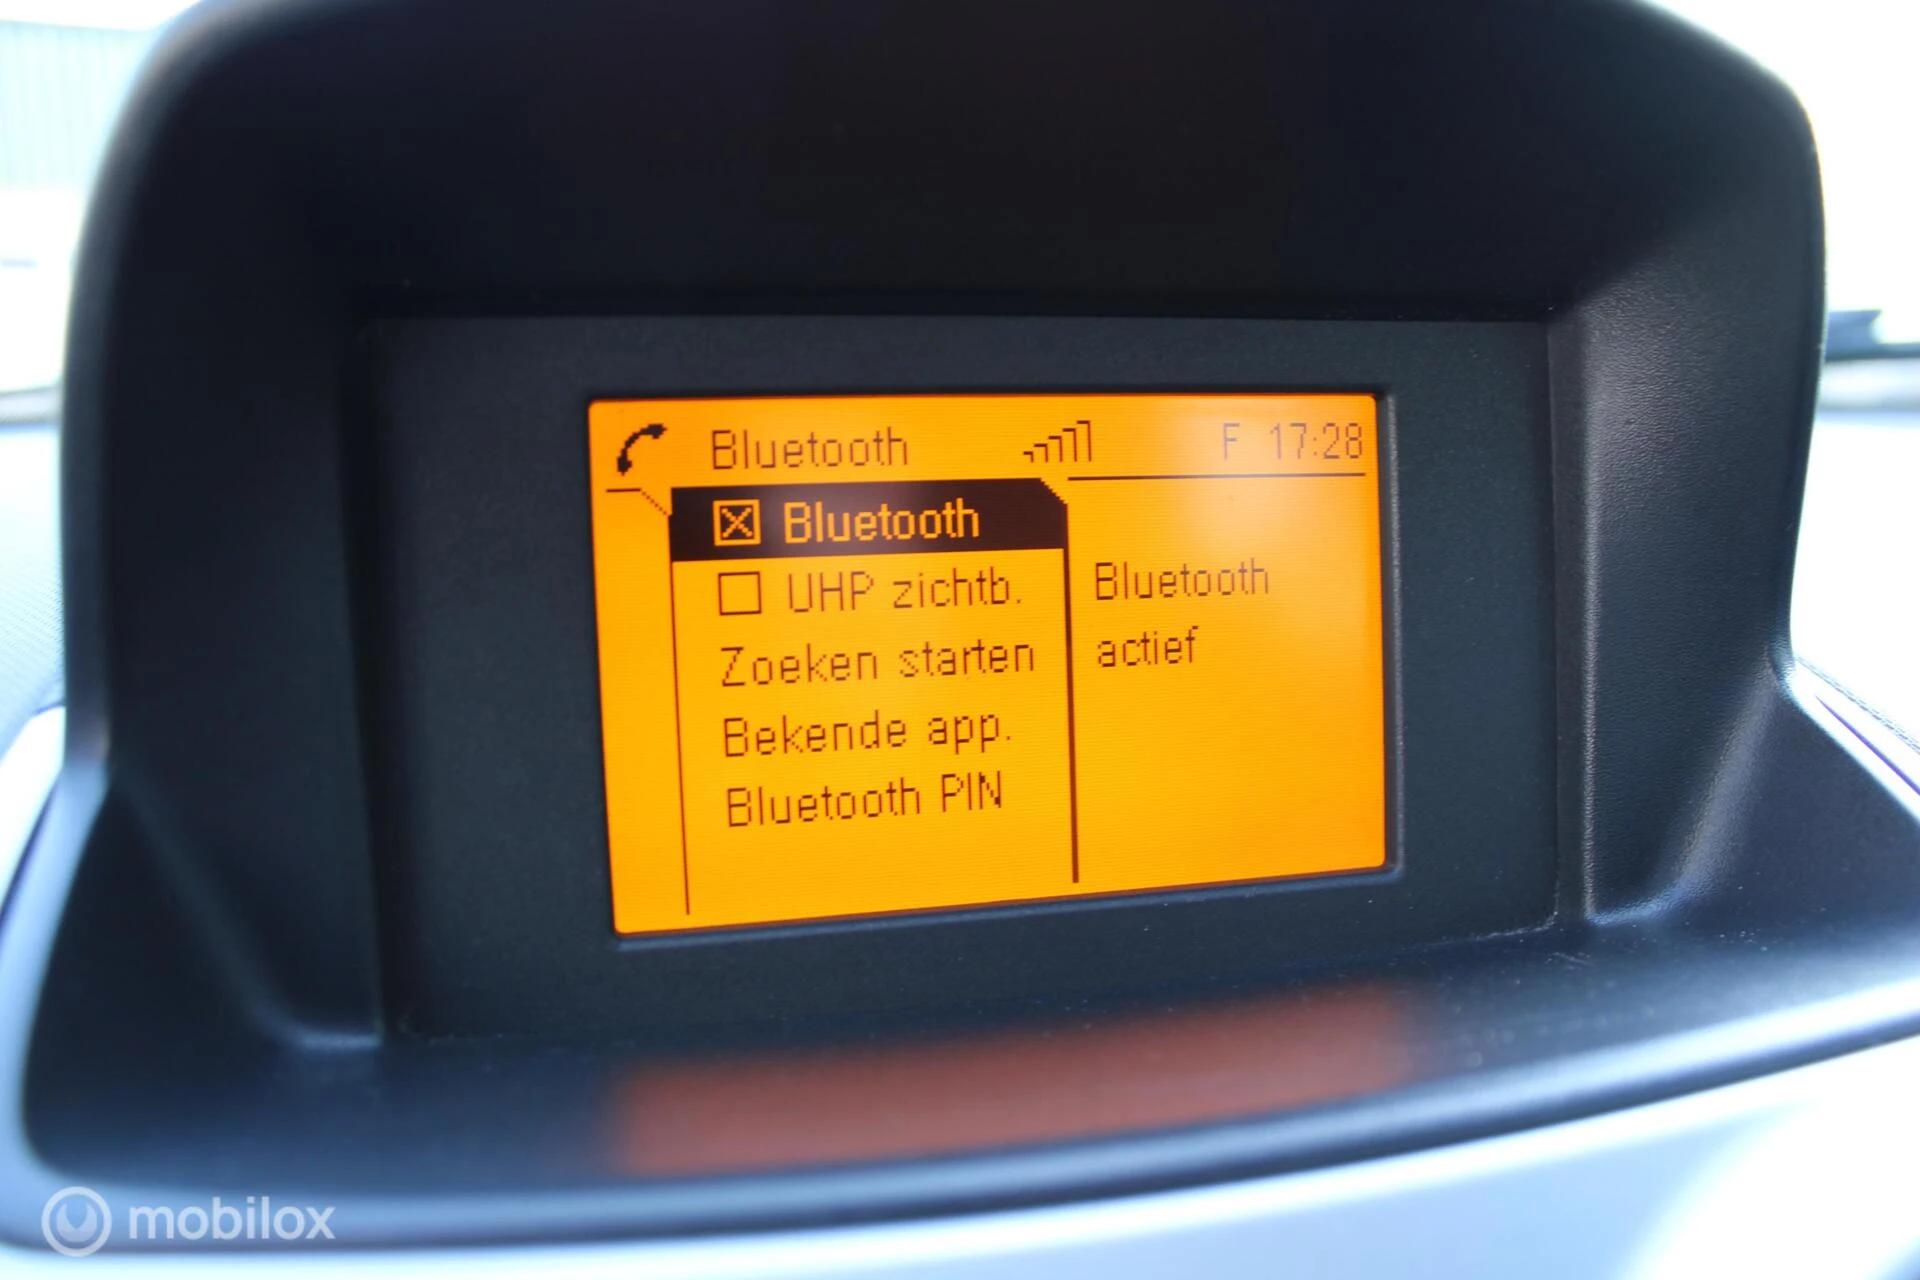 Bluetooth F 17:28
Bluetooth
UHP zichtb.
Zoeken starten
Bekende app.
Bluetooth PIN
Bluetooth
actief
mobilox